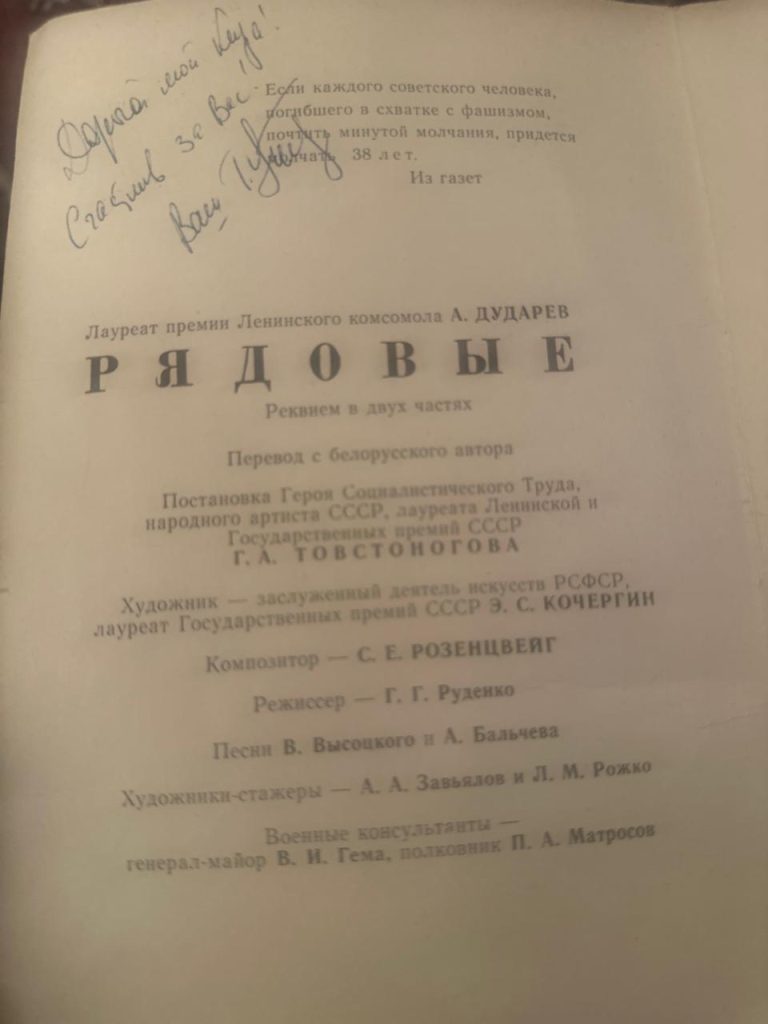 Дорогой мой
Счастлив за Вас!
Ваш
Если каждого советского человека,
погибшего в схватке с фашизмом,
почтить минутой молчания, придется
молчать 38 лет.
Из газет
Лауреат премии Ленинского комсомола А. ДУДАРЕВ
РЯДОВЫЕ
Реквием в двух частях
Перевод с белорусского автора
Постановка Героя Социалистического Труда,
народного артиста СССР, лауреата Ленинской и
Государственных премий СССР
Г. А. ТОВСТОНОГОВА
Художник — заслуженный деятель искусств РСФСР,
лауреат Государственных премий СССР Э. С. КОЧЕРГИН
Композитор — С. Е. РОЗЕНЦВЕЙГ
Режиссер — Г. Г. Руденко
Песни В. Высоцкого и А. Бальчева
Художники-стажеры — А. А. Завьялов и Л. М. Рожко
Военные консультанты —
генерал-майор В. И. Гема, полковник П. А. Матросов